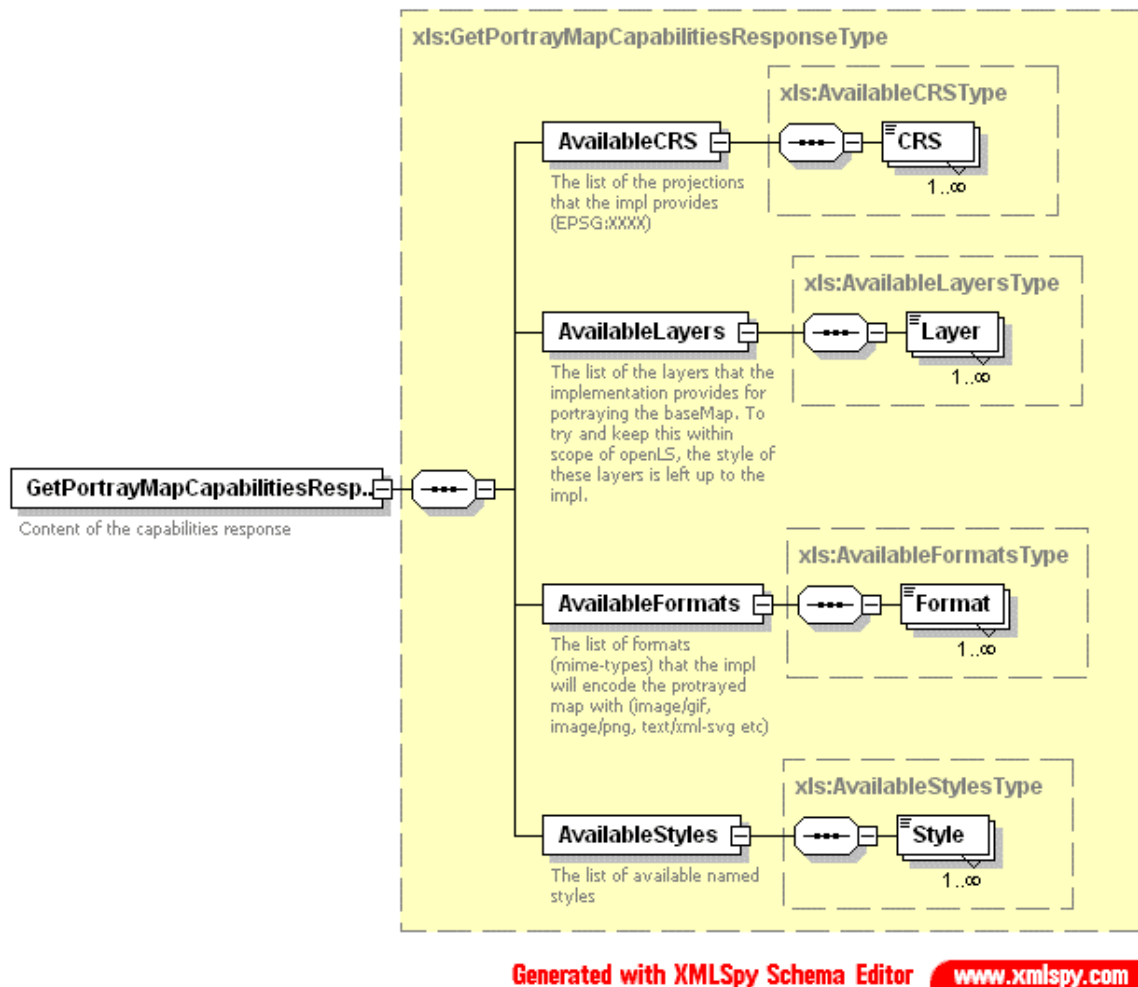 xls:GetPortrayMapCapabilitiesResponseType
xls:AvailableCRSType
AvailableCRS
CRS
The list of the projections
that the impl provides
(EPSG:XXXX)
1..∞
xls:AvailableLayersType
AvailableLayers
Layer
The list of the layers that the
implementation provides for
portraying the baseMap. To
try and keep this within
scope of openLS, the style of
these layers is left up to the
impl.
1..∞
GetPortrayMapCapabilitiesResp..
Content of the capabilities response
xls:AvailableFormatsType
AvailableFormats
Format
The list of formats
(mime-types) that the impl
will encode the protrayed
map with (image/gif,
image/png, text/xml-svg etc)
1..∞
xls:AvailableStylesType
AvailableStyles
Style
The list of available named
styles
1..∞
Generated with XMLSpy Schema Editor www.xmlspy.com